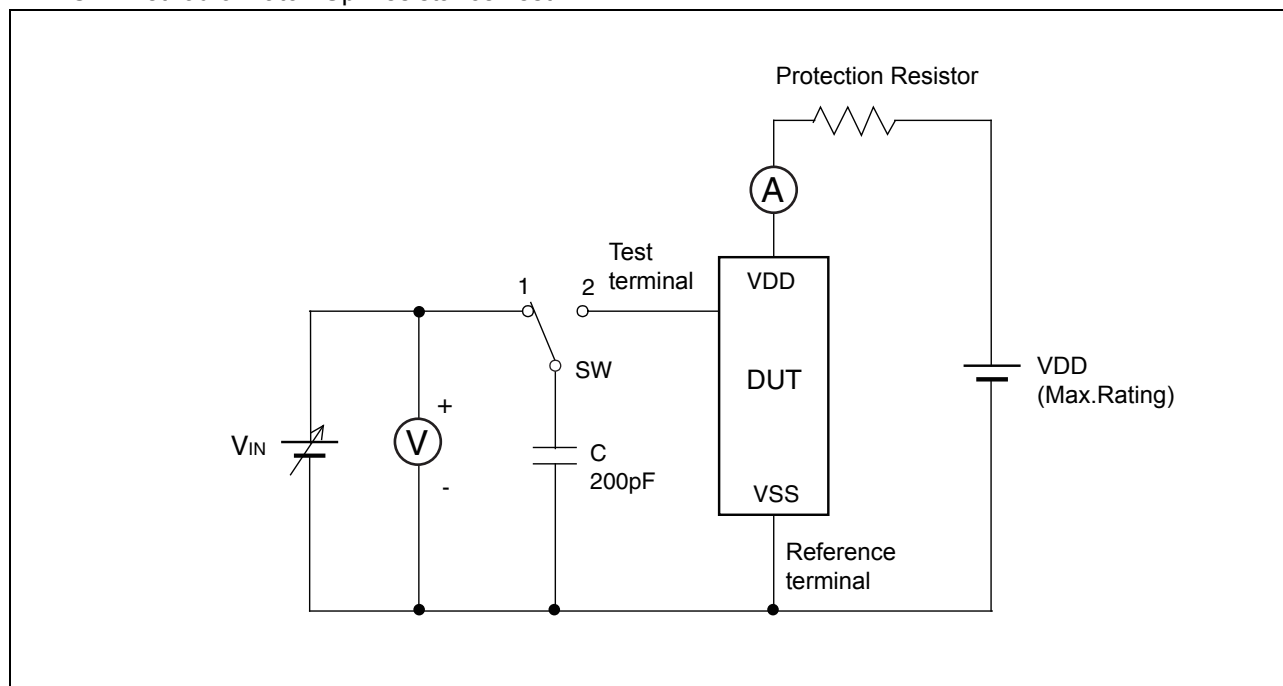 Protection Resistor
A
Test
terminal
VDD
1
2
SW
DUT
VDD
(Max.Rating)
+
V
-
VIN
C
200pF
VSS
Reference
terminal